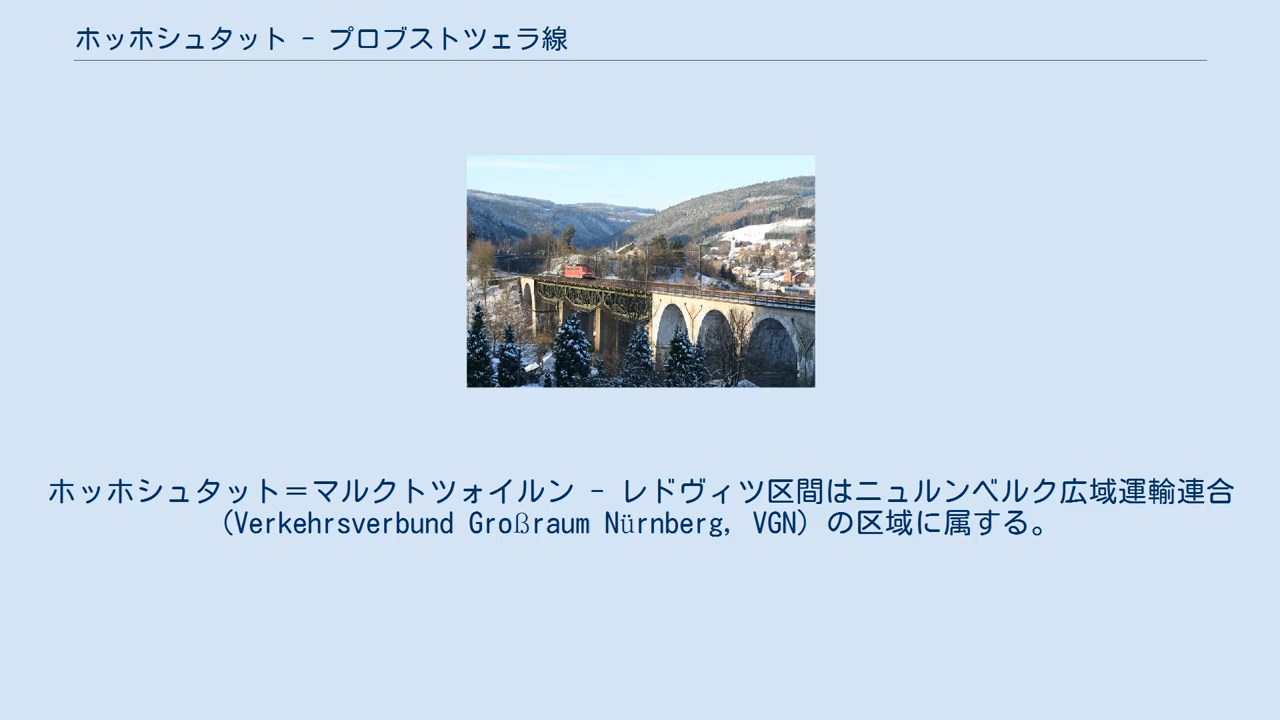 ホッホシュタット - プロブストツェラ線
ホッホシュタット＝マルクトツォイルン - レドヴィツ区間はニュルンベルク広域運輸連合
（Verkehrsverbund Großraum Nürnberg, VGN）の区域に属する。